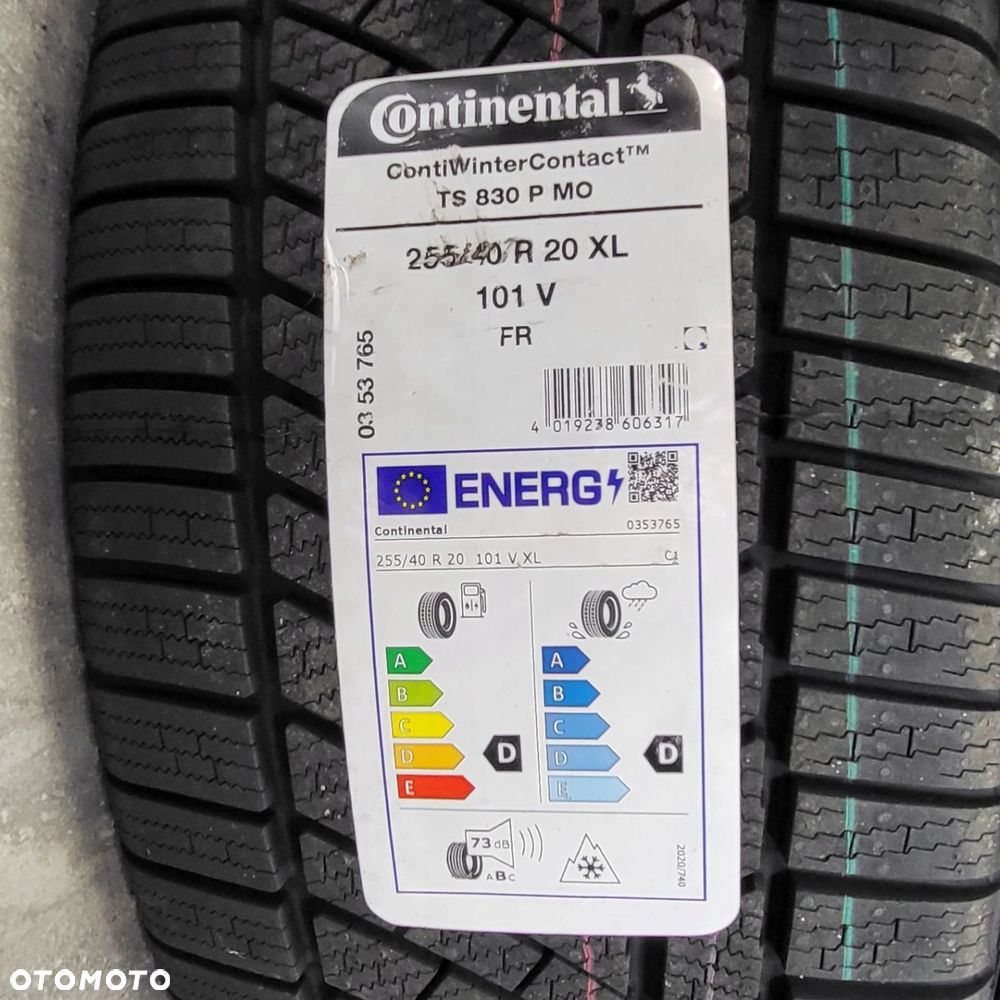 Continental
ContiWinterContact™
TS 830 P MO
255/40 R 20 XL
101 V
FR
03 53 765
4 019238 606317
ENERG
Continental 0353765
255/40 R 20 101 V XL C1
A A
B B
C C
D D D D
E E
73 dB
ABC
2020/740
OTOMOTO